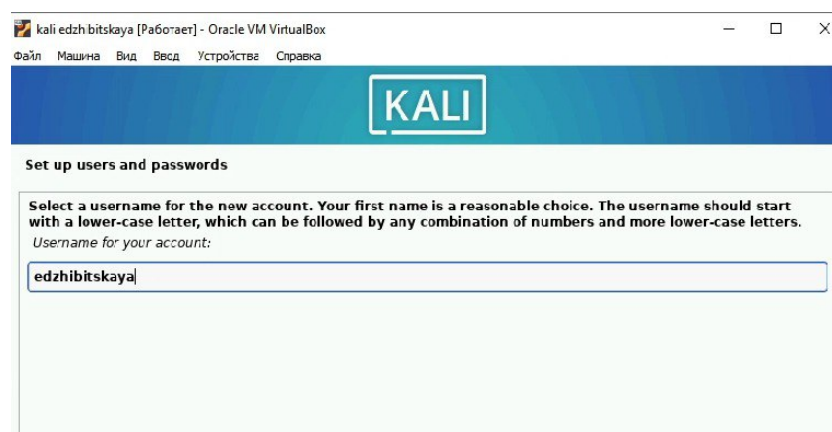 kali edzhibitskaya [Работает] - Oracle VM VirtualBox
Файл Машина Вид Ввод Устройства Справка
KALI
Set up users and passwords
Select a username for the new account. Your first name is a reasonable choice. The username should start
with a lower-case letter, which can be followed by any combination of numbers and more lower-case letters.
Username for your account:
edzhibitskaya